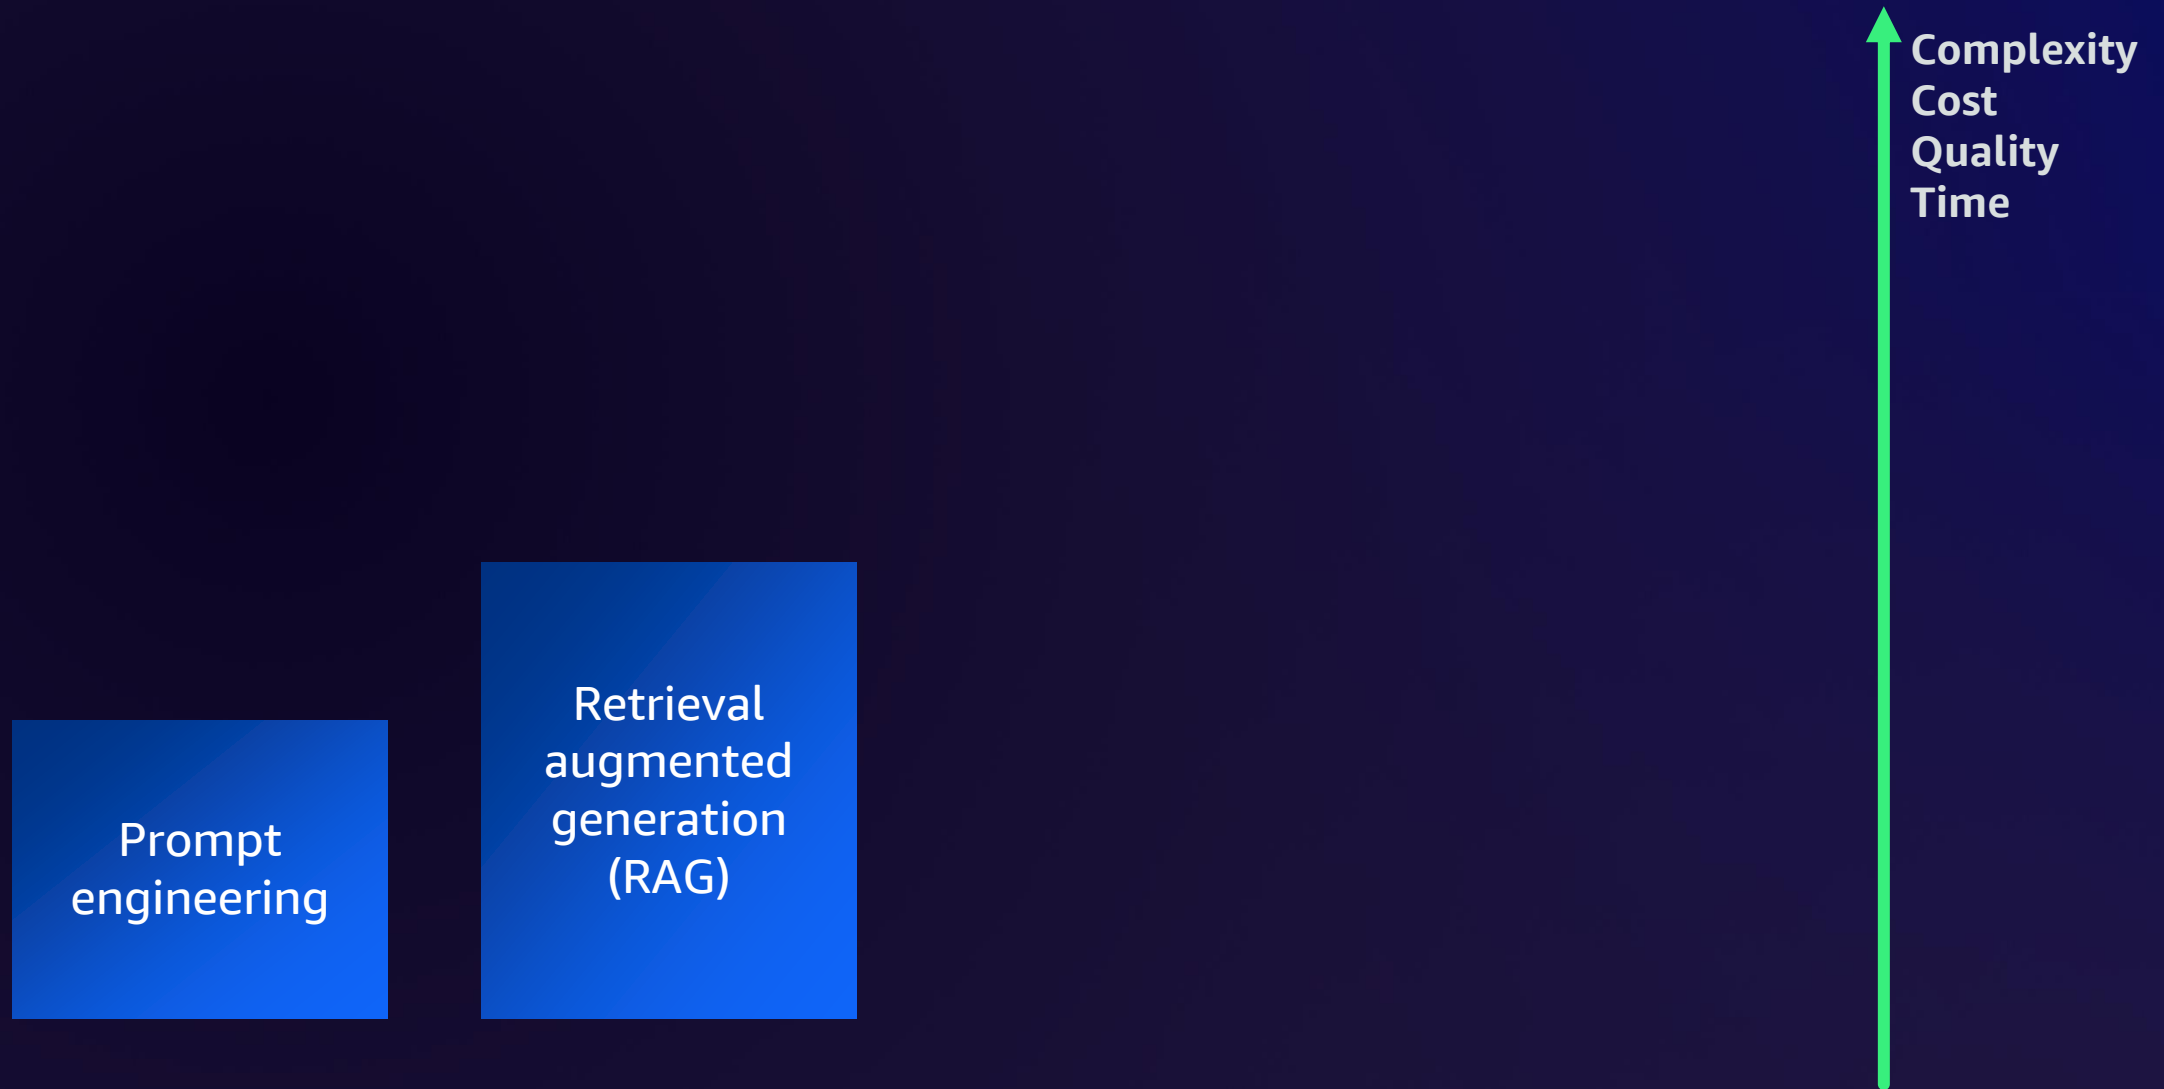 Complexity
Cost
Quality
Time
Retrieval
augmented
generation
(RAG)
Prompt
engineering